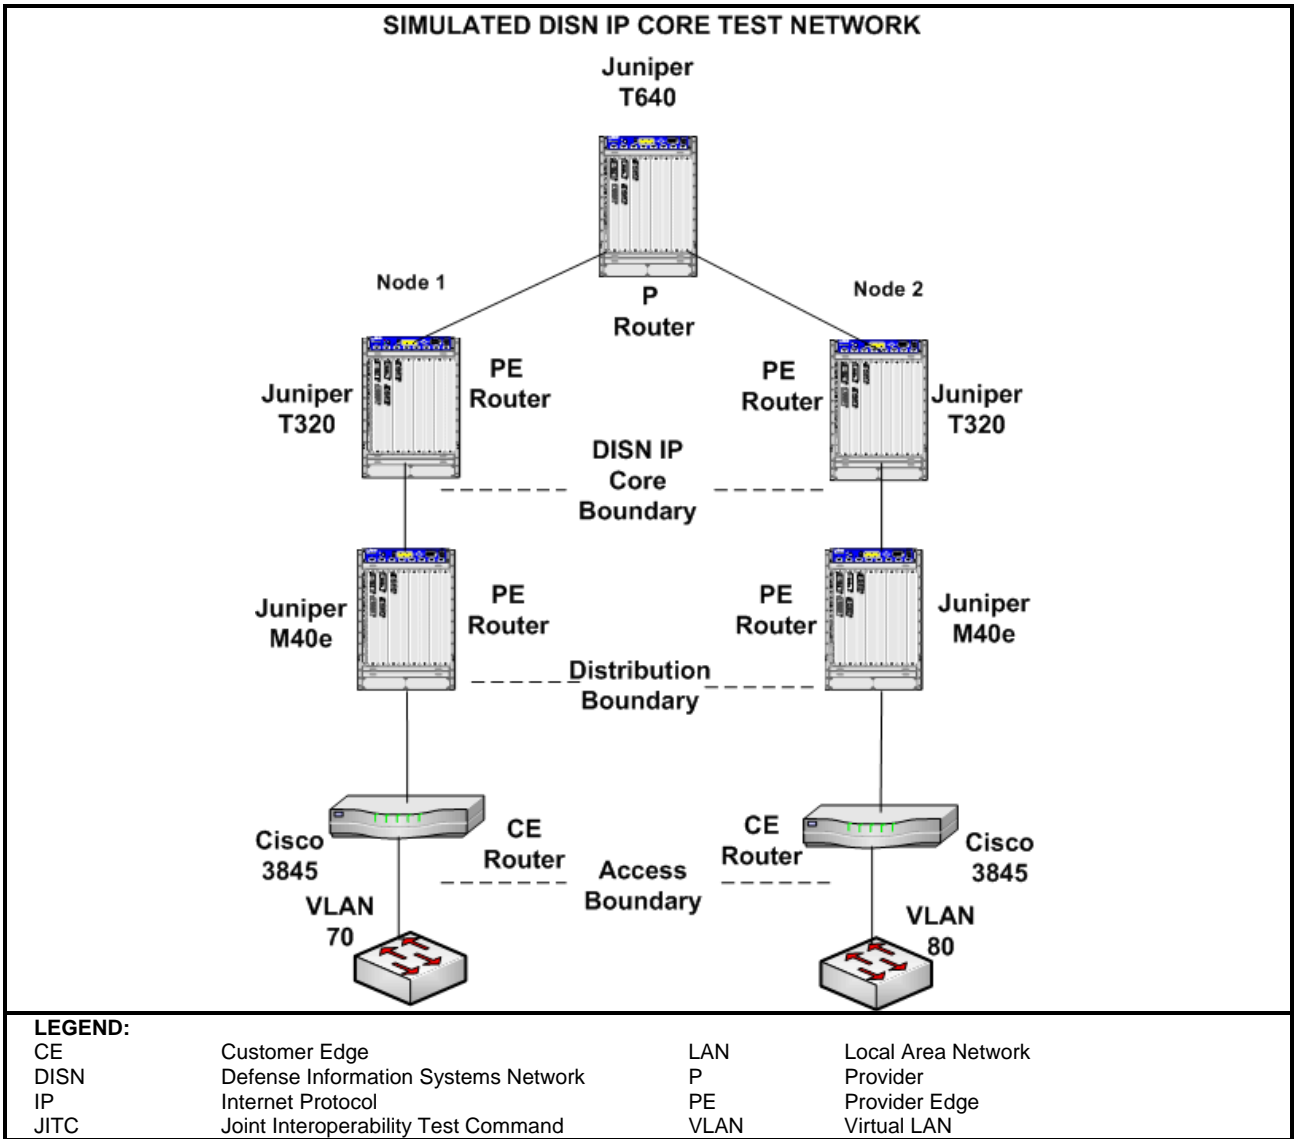 SIMULATED DISN IP CORE TEST NETWORK
Juniper
T640
Node 1
P
Router
Node 2
Juniper
T320
PE
Router
PE
Router
Juniper
T320
DISN IP
Core
Boundary
Juniper
M40e
PE
Router
PE
Router
Juniper
M40e
Distribution
Boundary
Cisco
3845
CE
Router
CE
Router
Cisco
3845
Access
Boundary
VLAN
70
VLAN
80
LEGEND:
CE Customer Edge LAN Local Area Network
DISN Defense Information Systems Network P Provider
IP Internet Protocol PE Provider Edge
JITC Joint Interoperability Test Command VLAN Virtual LAN